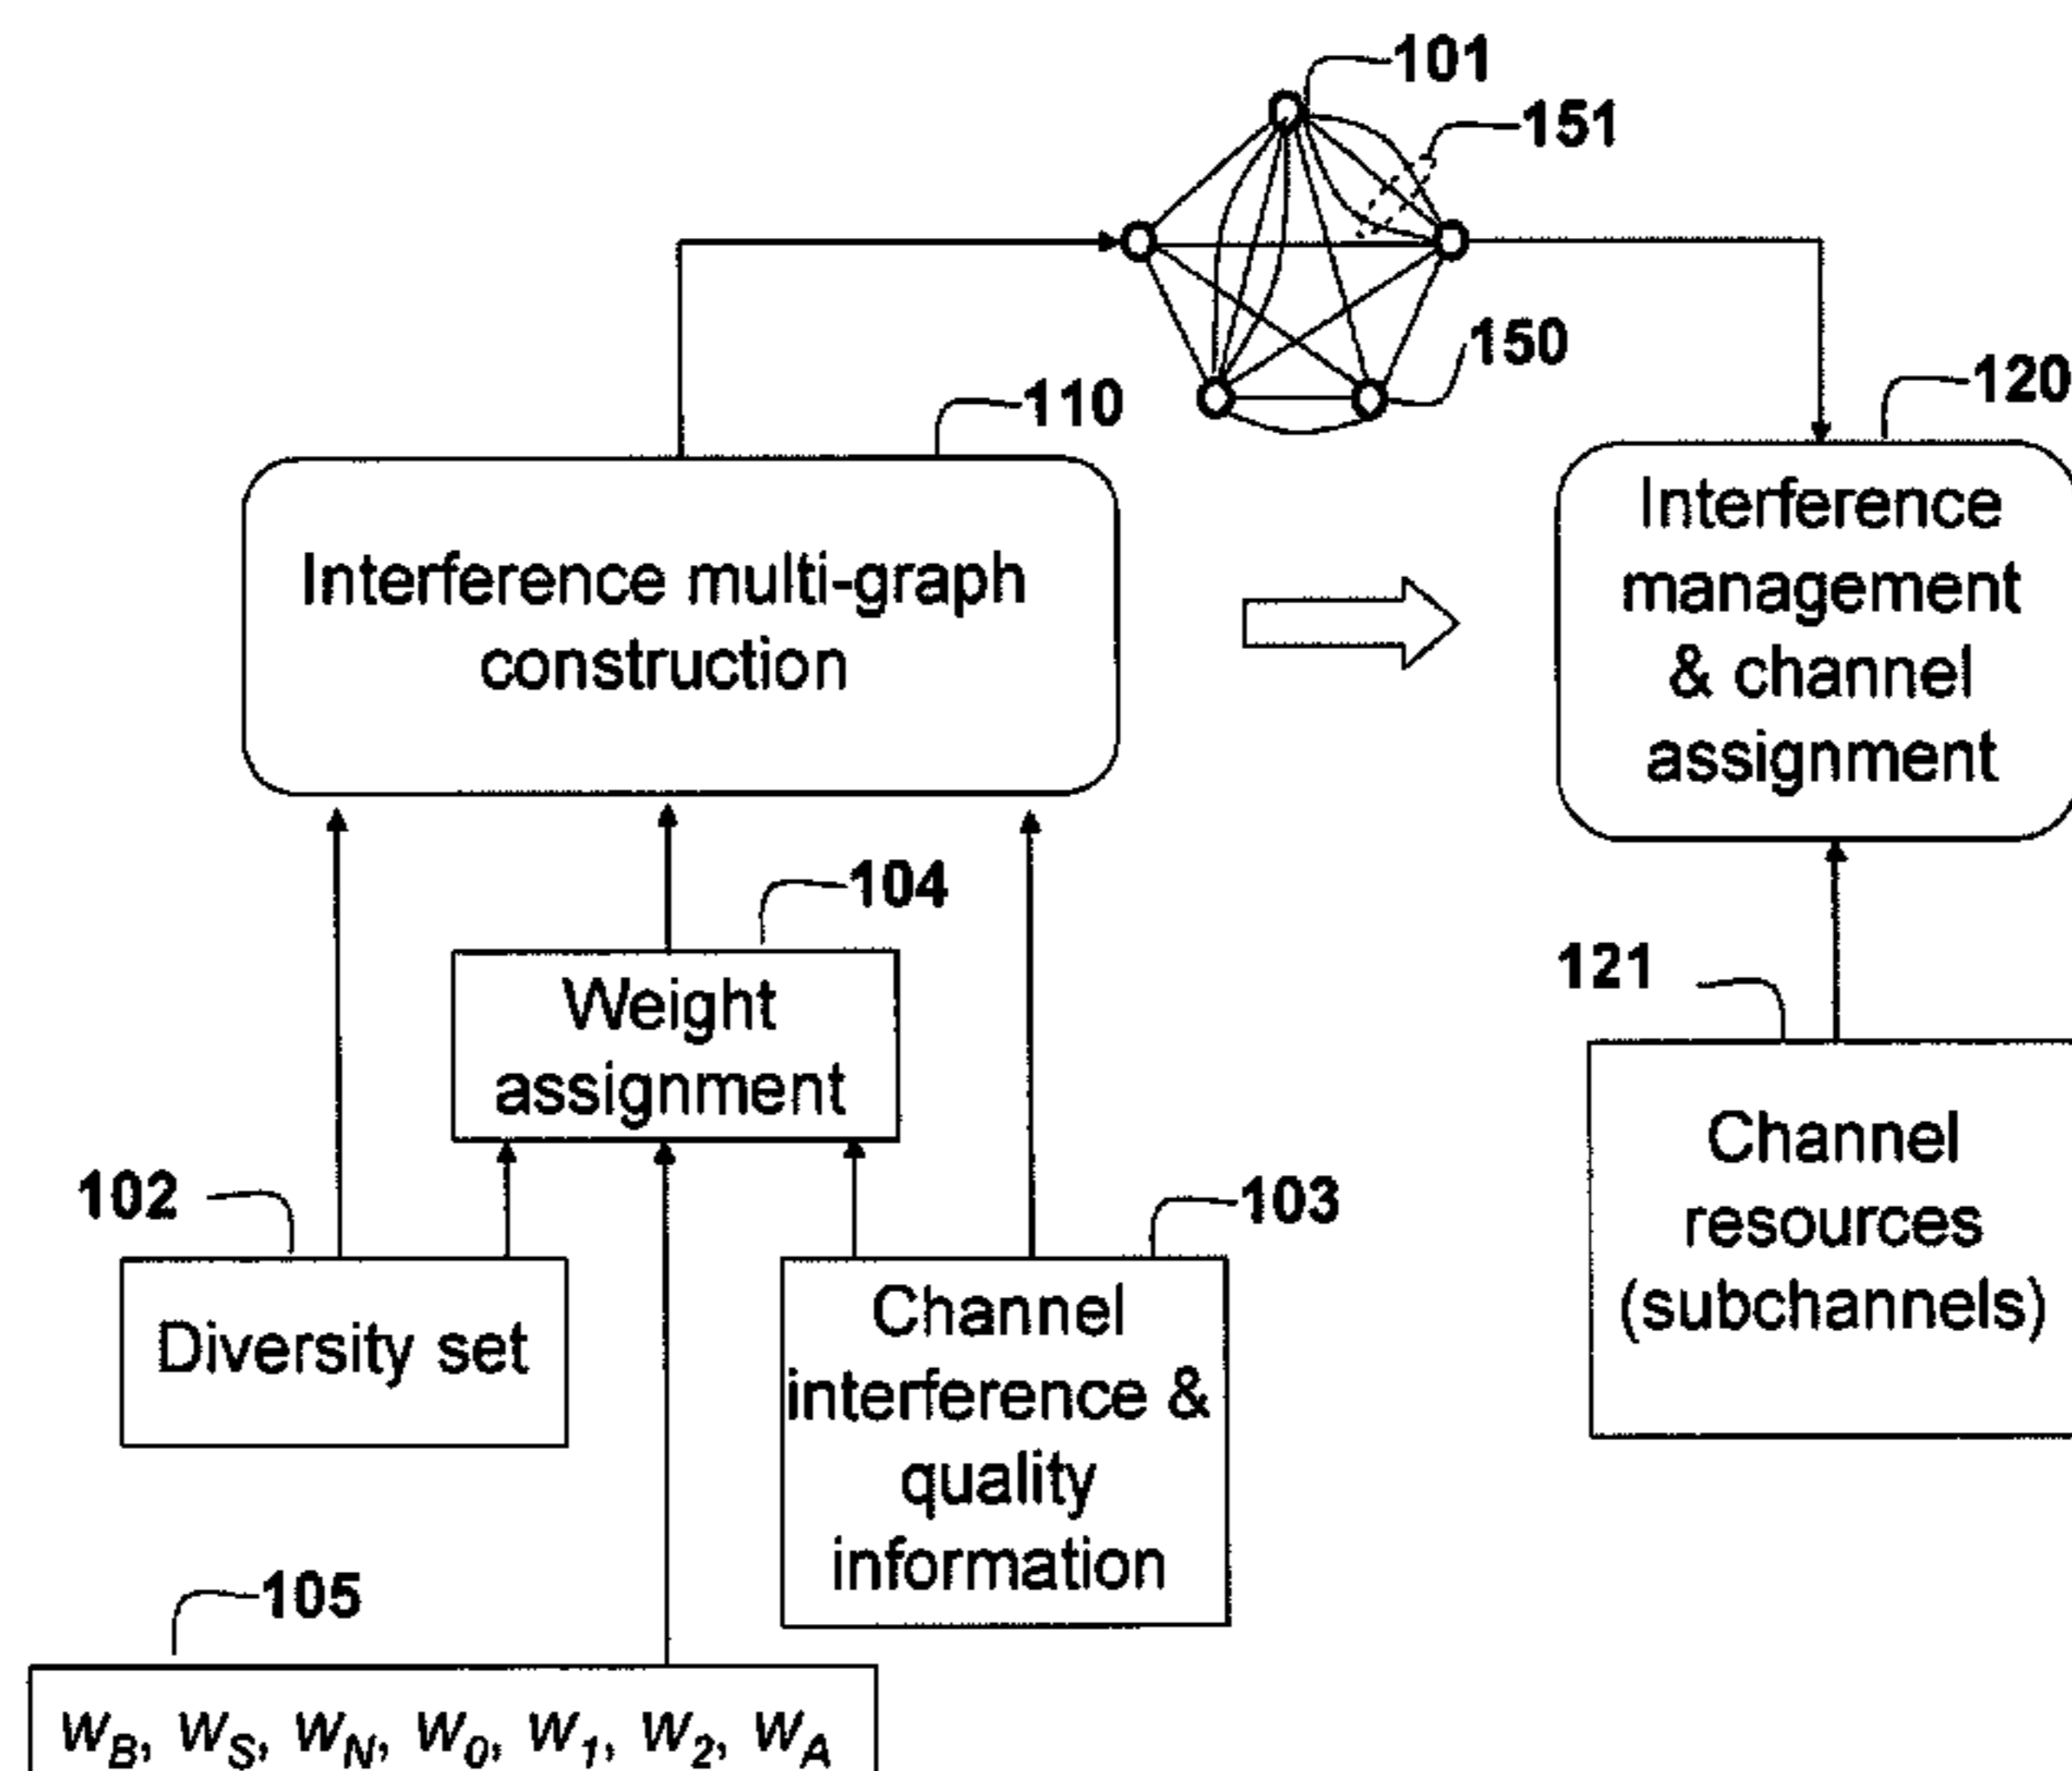 101
151
150
120
110
Interference multi-graph
construction
Interference
management
& channel
assignment
104
Weight
assignment
121
Channel
resources
(subchannels)
102
Diversity set
103
Channel
interference &
quality
information
105
W_B, W_S, W_N, W_0, W_1, W_2, W_A